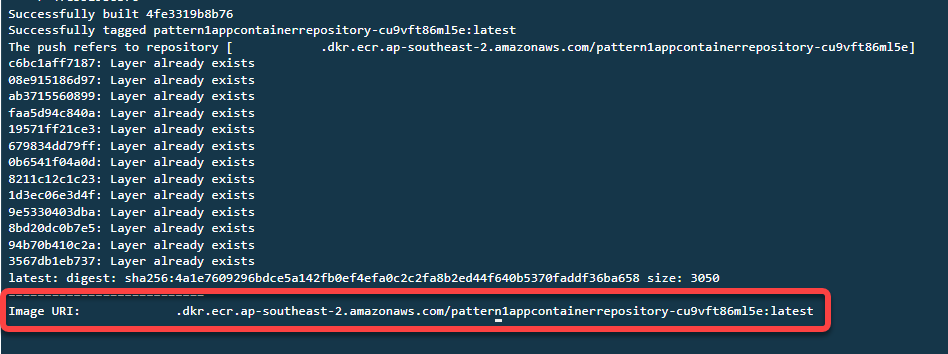 Successfully built 4fe3319b8b76
Successfully tagged pattern1appcontainerrepository-cu9vft86ml5e:latest
The push refers to repository [ .dkr.ecr.ap-southeast-2.amazonaws.com/pattern1appcontainerrepository-cu9vft86ml5e]
c6bc1aff7187: Layer already exists
08e915186d97: Layer already exists
ab3715560899: Layer already exists
faa5d94c840a: Layer already exists
19571ff21ce3: Layer already exists
679834dd79ff: Layer already exists
0b6541f04a0d: Layer already exists
8211c12c1c23: Layer already exists
1d3ec06e3d4f: Layer already exists
9e5330403dba: Layer already exists
8bd20dc0b7e5: Layer already exists
94b70b410c2a: Layer already exists
3567db1eb737: Layer already exists
latest: digest: sha256:4a1e7609296bdce5a142fb0ef4efa0c2c2fa8b2ed44f640b5370faddf36ba658 size: 3050
---------------------------
Image URI: .dkr.ecr.ap-southeast-2.amazonaws.com/pattern1appcontainerrepository-cu9vft86ml5e:latest